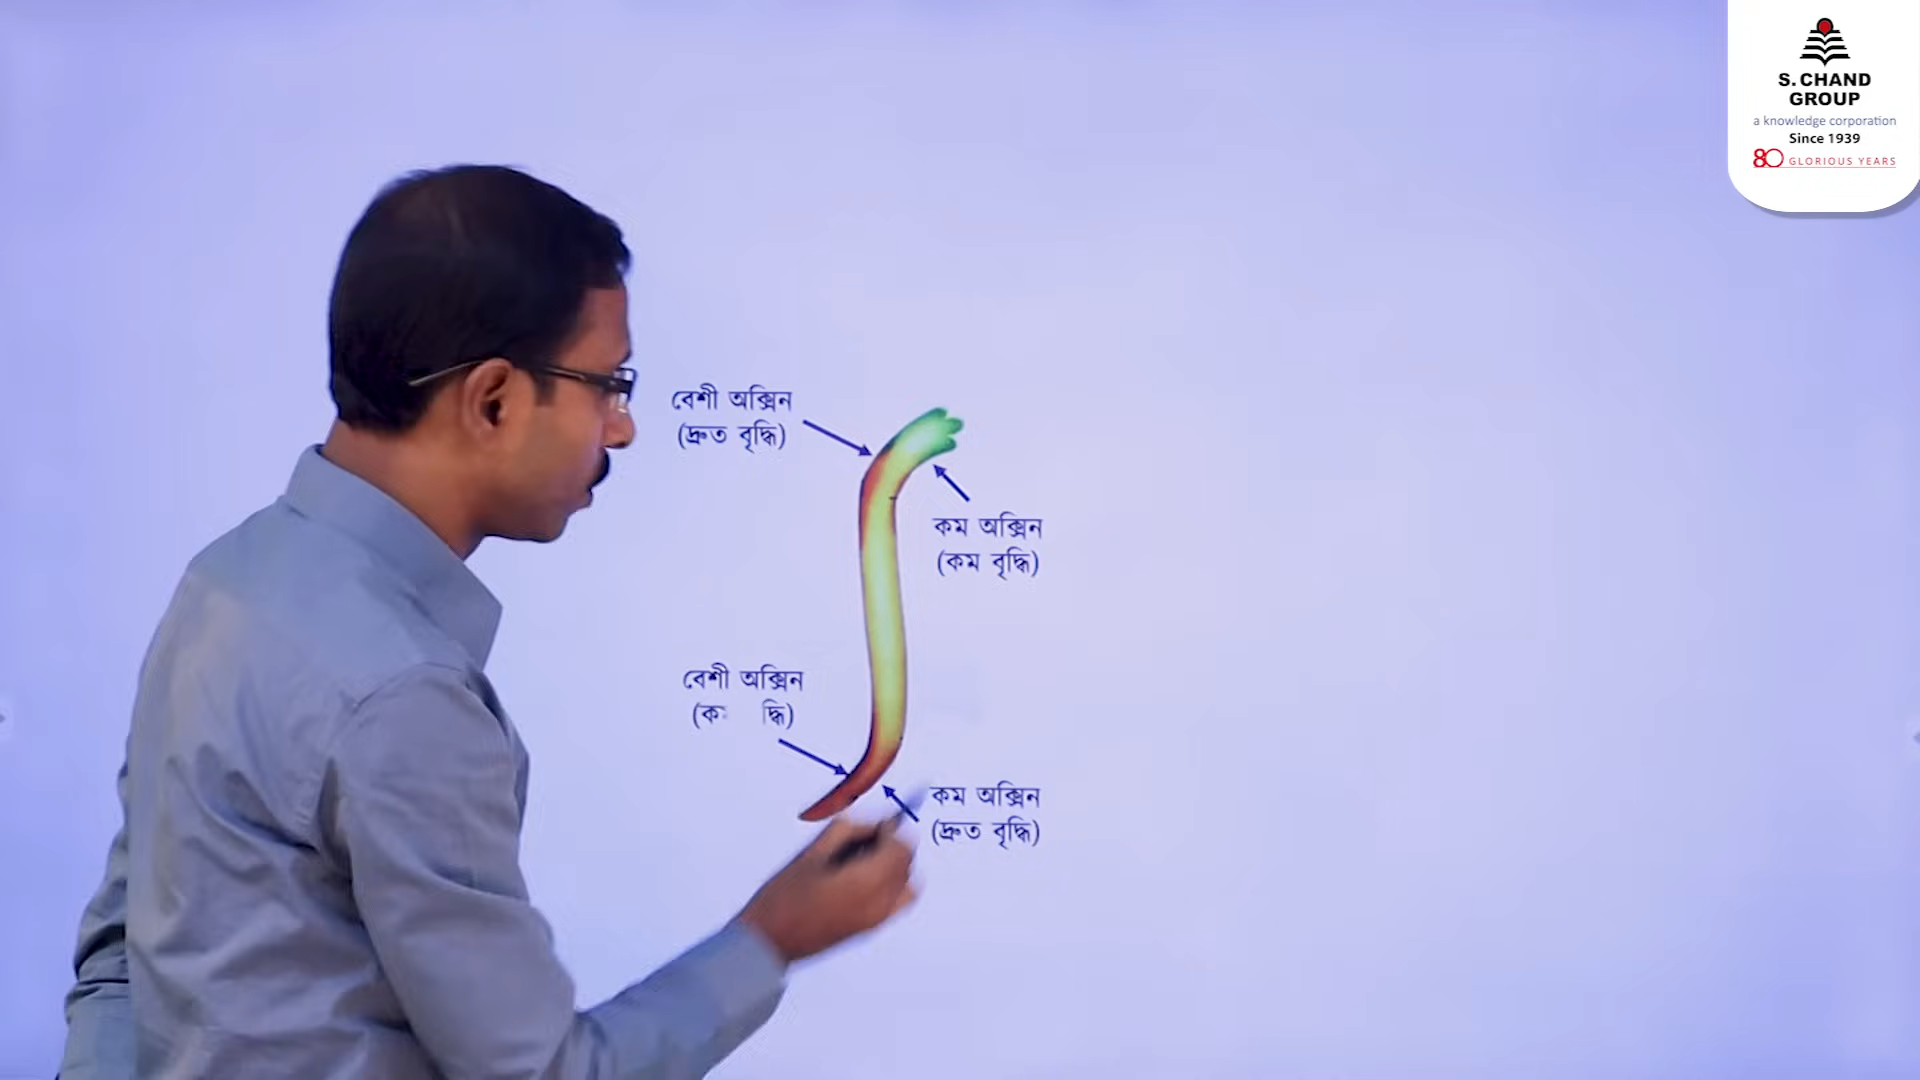 S. CHAND
GROUP
a knowledge corporation
Since 1939
80 GLORIOUS YEARS
বেশী অক্সিন
(দ্রুত বৃদ্ধি)
কম অক্সিন
(কম বৃদ্ধি)
বেশী অক্সিন
কম অক্সিন
(দ্রুত বৃদ্ধি)